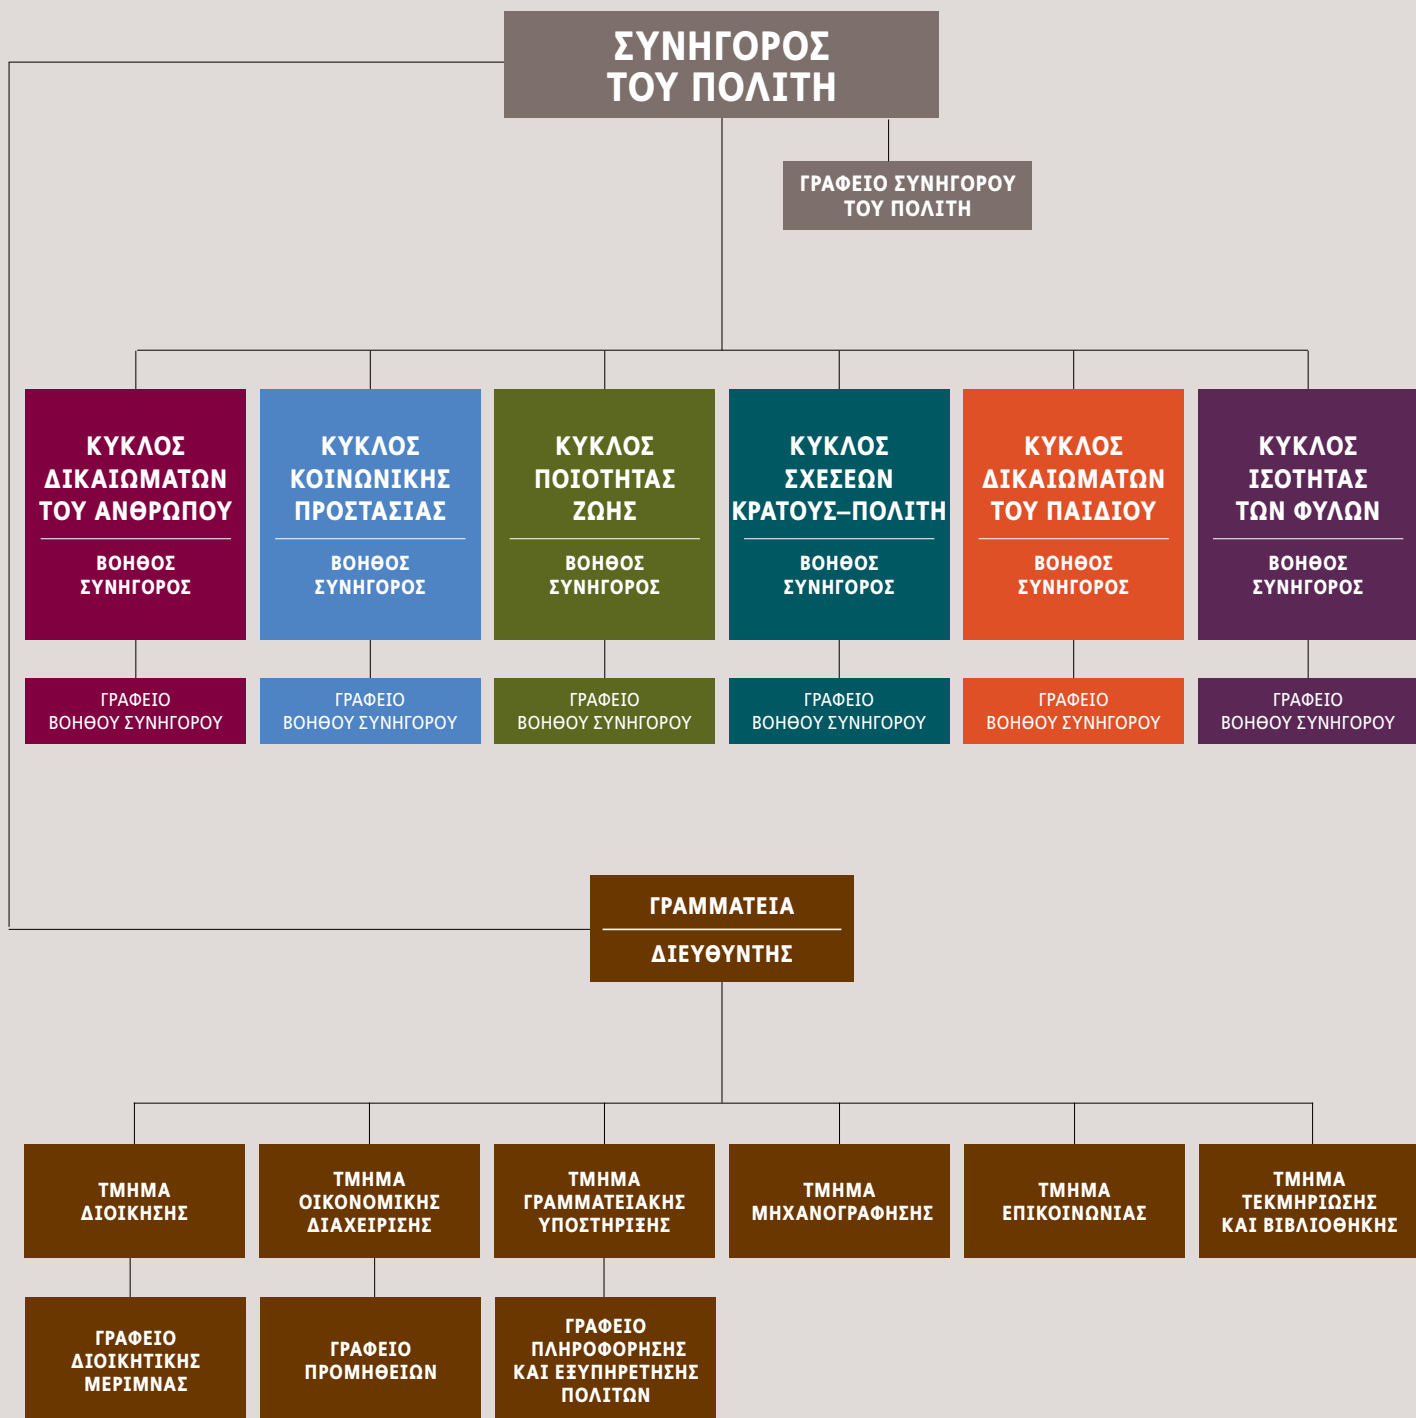 ΣΥΝΗΓΟΡΟΣ
ΤΟΥ ΠΟΛΙΤΗ
ΓΡΑΦΕΙΟ ΣΥΝΗΓΟΡΟΥ
ΤΟΥ ΠΟΛΙΤΗ
ΚΥΚΛΟΣ
ΔΙΚΑΙΩΜΑΤΩΝ
ΤΟΥ ΑΝΘΡΩΠΟΥ
ΒΟΗΘΟΣ
ΣΥΝΗΓΟΡΟΣ
ΚΥΚΛΟΣ
ΚΟΙΝΩΝΙΚΗΣ
ΠΡΟΣΤΑΣΙΑΣ
ΒΟΗΘΟΣ
ΣΥΝΗΓΟΡΟΣ
ΚΥΚΛΟΣ
ΠΟΙΟΤΗΤΑΣ
ΖΩΗΣ
ΒΟΗΘΟΣ
ΣΥΝΗΓΟΡΟΣ
ΚΥΚΛΟΣ
ΣΧΕΣΕΩΝ
ΚΡΑΤΟΥΣ–ΠΟΛΙΤΗ
ΒΟΗΘΟΣ
ΣΥΝΗΓΟΡΟΣ
ΚΥΚΛΟΣ
ΔΙΚΑΙΩΜΑΤΩΝ
ΤΟΥ ΠΑΙΔΙΟΥ
ΒΟΗΘΟΣ
ΣΥΝΗΓΟΡΟΣ
ΚΥΚΛΟΣ
ΙΣΟΤΗΤΑΣ
ΤΩΝ ΦΥΛΩΝ
ΒΟΗΘΟΣ
ΣΥΝΗΓΟΡΟΣ
ΓΡΑΦΕΙΟ
ΒΟΗΘΟΥ ΣΥΝΗΓΟΡΟΥ
ΓΡΑΦΕΙΟ
ΒΟΗΘΟΥ ΣΥΝΗΓΟΡΟΥ
ΓΡΑΦΕΙΟ
ΒΟΗΘΟΥ ΣΥΝΗΓΟΡΟΥ
ΓΡΑΦΕΙΟ
ΒΟΗΘΟΥ ΣΥΝΗΓΟΡΟΥ
ΓΡΑΦΕΙΟ
ΒΟΗΘΟΥ ΣΥΝΗΓΟΡΟΥ
ΓΡΑΦΕΙΟ
ΒΟΗΘΟΥ ΣΥΝΗΓΟΡΟΥ
ΓΡΑΜΜΑΤΕΙΑ
ΔΙΕΥΘΥΝΤΗΣ
ΤΜΗΜΑ
ΔΙΟΙΚΗΣΗΣ
ΤΜΗΜΑ
ΟΙΚΟΝΟΜΙΚΗΣ
ΔΙΑΧΕΙΡΙΣΗΣ
ΤΜΗΜΑ
ΓΡΑΜΜΑΤΕΙΑΚΗΣ
ΥΠΟΣΤΗΡΙΞΗΣ
ΤΜΗΜΑ
ΜΗΧΑΝΟΓΡΑΦΗΣΗΣ
ΤΜΗΜΑ
ΕΠΙΚΟΙΝΩΝΙΑΣ
ΤΜΗΜΑ
ΤΕΚΜΗΡΙΩΣΗΣ
ΚΑΙ ΒΙΒΛΙΟΘΗΚΗΣ
ΓΡΑΦΕΙΟ
ΔΙΟΙΚΗΤΙΚΗΣ
ΜΕΡΙΜΝΑΣ
ΓΡΑΦΕΙΟ
ΠΡΟΜΗΘΕΙΩΝ
ΓΡΑΦΕΙΟ
ΠΛΗΡΟΦΟΡΗΣΗΣ
ΚΑΙ ΕΞΥΠΗΡΕΤΗΣΗΣ
ΠΟΛΙΤΩΝ